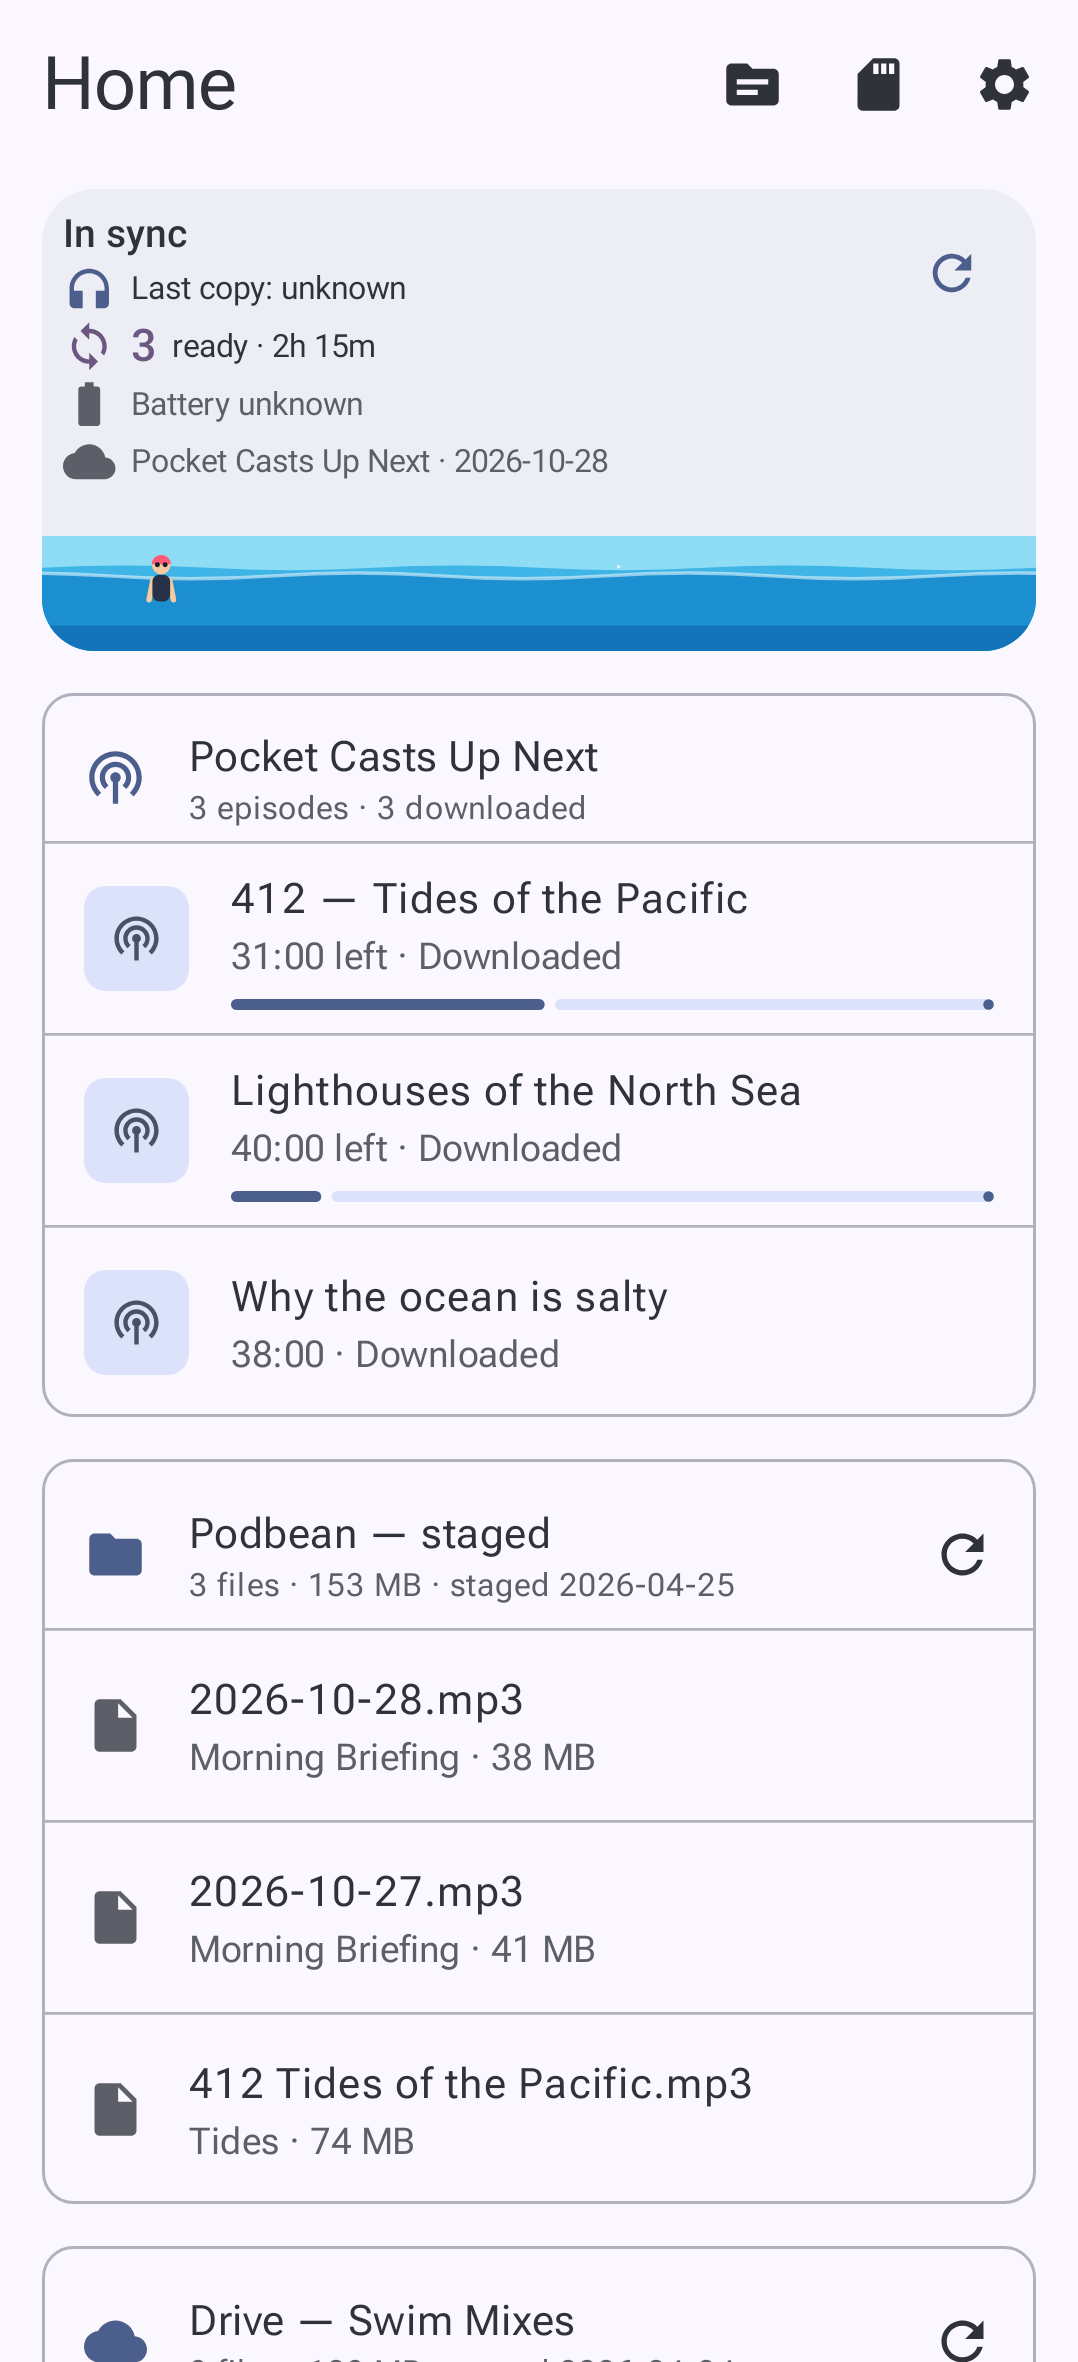 Home
In sync
Last copy: unknown
3 ready · 2h 15m
Battery unknown
Pocket Casts Up Next · 2026-10-28
Pocket Casts Up Next
3 episodes · 3 downloaded
412 — Tides of the Pacific
31:00 left · Downloaded
Lighthouses of the North Sea
40:00 left · Downloaded
Why the ocean is salty
38:00 · Downloaded
Podbean — staged
3 files · 153 MB · staged 2026-04-25
2026-10-28.mp3
Morning Briefing · 38 MB
2026-10-27.mp3
Morning Briefing · 41 MB
412 Tides of the Pacific.mp3
Tides · 74 MB
Drive — Swim Mixes